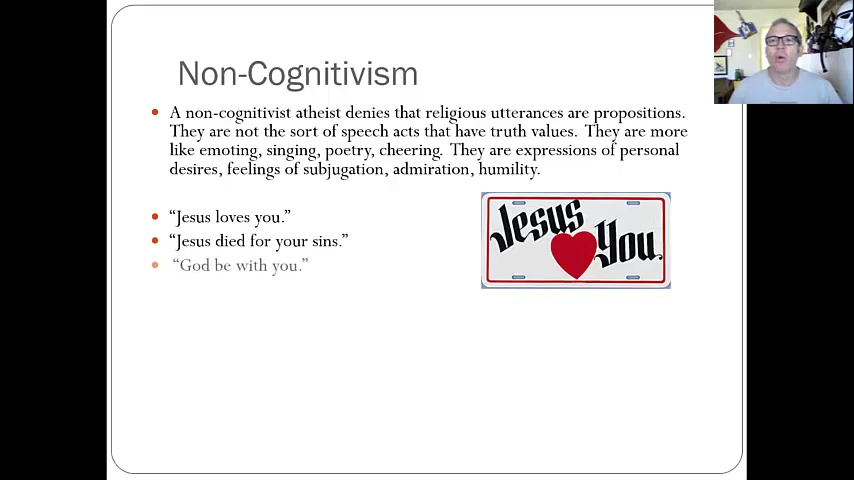 Non-Cognitivism
A non-cognitivist atheist denies that religious utterances are propositions.
They are not the sort of speech acts that have truth values. They are more
like emoting, singing, poetry, cheering. They are expressions of personal
desires, feelings of subjugation, admiration, humility.
“Jesus loves you.”
“Jesus died for your sins.”
“God be with you.”
Jesus
You